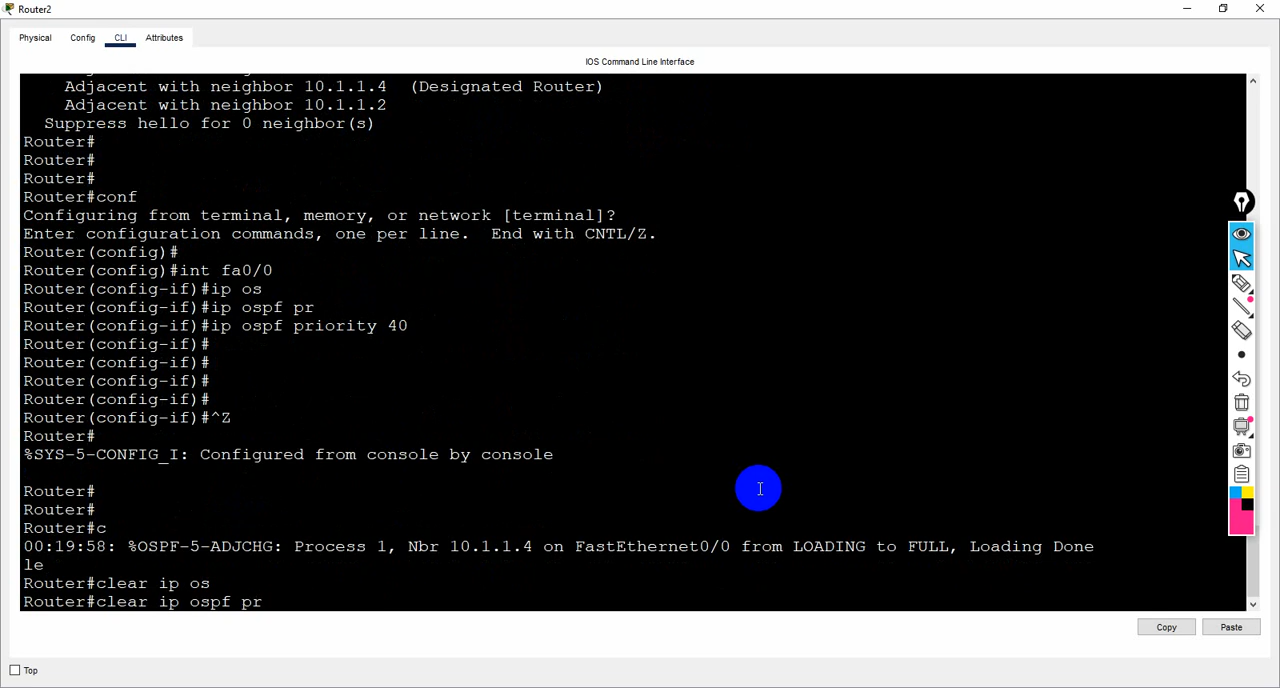 Router2
Physical Config CLI Attributes
IOS Command Line Interface
Adjacent with neighbor 10.1.1.4 (Designated Router)
Adjacent with neighbor 10.1.1.2
Suppress hello for 0 neighbor(s)
Router#
Router#
Router#
Router#conf
Configuring from terminal, memory, or network [terminal]?
Enter configuration commands, one per line. End with CNTL/Z.
Router(config)#
Router(config)#int fa0/0
Router(config-if)#ip os
Router(config-if)#ip ospf pr
Router(config-if)#ip ospf priority 40
Router(config-if)#
Router(config-if)#
Router(config-if)#
Router(config-if)#
Router(config-if)#^Z
Router#
%SYS-5-CONFIG_I: Configured from console by console
Router#
Router#
Router#c
00:19:58: %OSPF-5-ADJCHG: Process 1, Nbr 10.1.1.4 on FastEthernet0/0 from LOADING to FULL, Loading Done
le
Router#clear ip os
Router#clear ip ospf pr
Copy Paste
Top